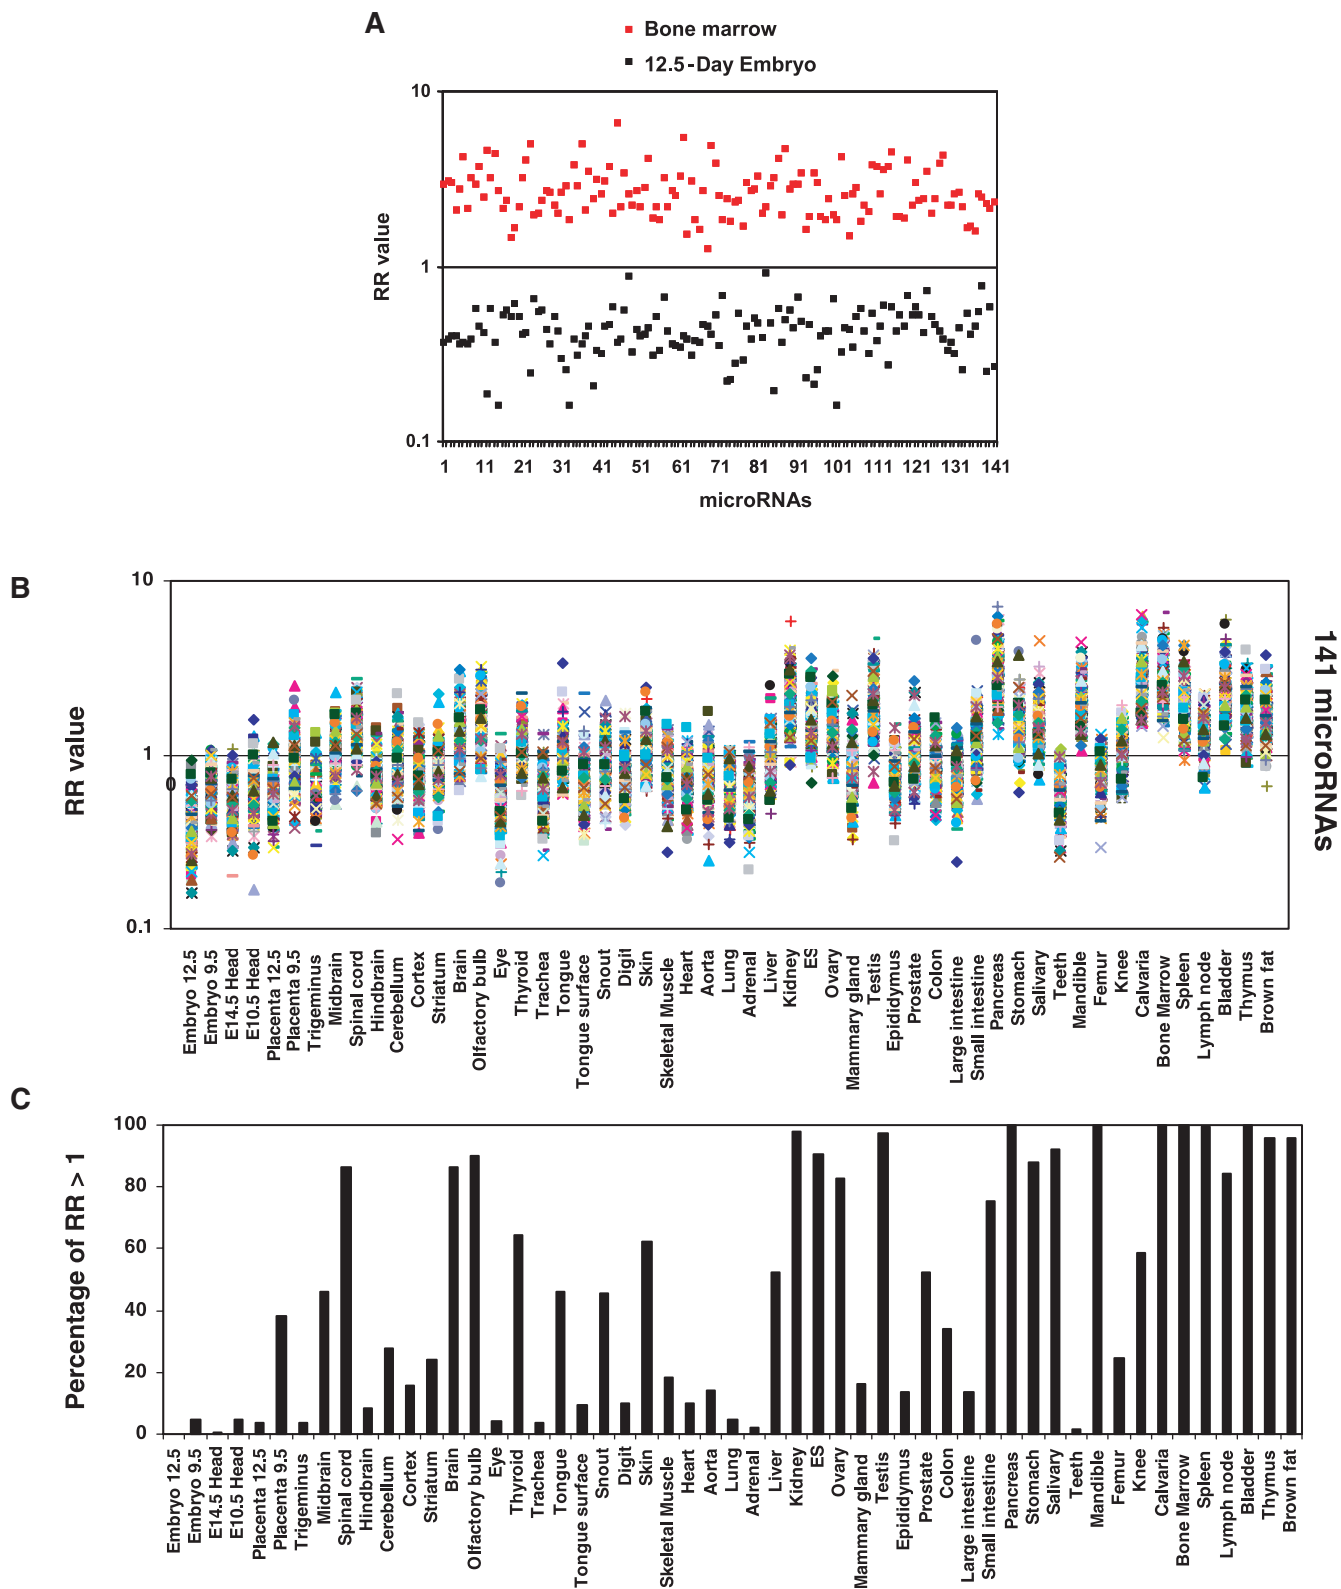 A
Bone marrow
12.5-Day Embryo
10
1
0.1
RR value
1 11 21 31 41 51 61 71 81 91 101 111 121 131 141
microRNAs
B
10
1
0
0.1
RR value
141 microRNAs
Embryo 12.5
Embryo 9.5
E14.5 Head
E10.5 Head
Placenta 12.5
Placenta 9.5
Trigeminus
Midbrain
Spinal cord
Hindbrain
Cerebellum
Cortex
Striatum
Brain
Olfactory bulb
Eye
Thyroid
Trachea
Tongue
Tongue surface
Snout
Digit
Skin
Skeletal Muscle
Heart
Aorta
Lung
Adrenal
Liver
Kidney
ES
Ovary
Mammary gland
Testis
Epididymus
Prostate
Colon
Large intestine
Small intestine
Pancreas
Stomach
Salivary
Teeth
Mandible
Femur
Knee
Calvaria
Bone Marrow
Spleen
Lymph node
Bladder
Thymus
Brown fat
C
100
80
60
40
20
0
Percentage of RR > 1
Embryo 12.5
Embryo 9.5
E14.5 Head
E10.5 Head
Placenta 12.5
Placenta 9.5
Trigeminus
Midbrain
Spinal cord
Hindbrain
Cerebellum
Cortex
Striatum
Brain
Olfactory bulb
Eye
Thyroid
Trachea
Tongue
Tongue surface
Snout
Digit
Skin
Skeletal Muscle
Heart
Aorta
Lung
Adrenal
Liver
Kidney
ES
Ovary
Mammary gland
Testis
Epididymus
Prostate
Colon
Large intestine
Small intestine
Pancreas
Stomach
Salivary
Teeth
Mandible
Femur
Knee
Calvaria
Bone Marrow
Spleen
Lymph node
Bladder
Thymus
Brown fat